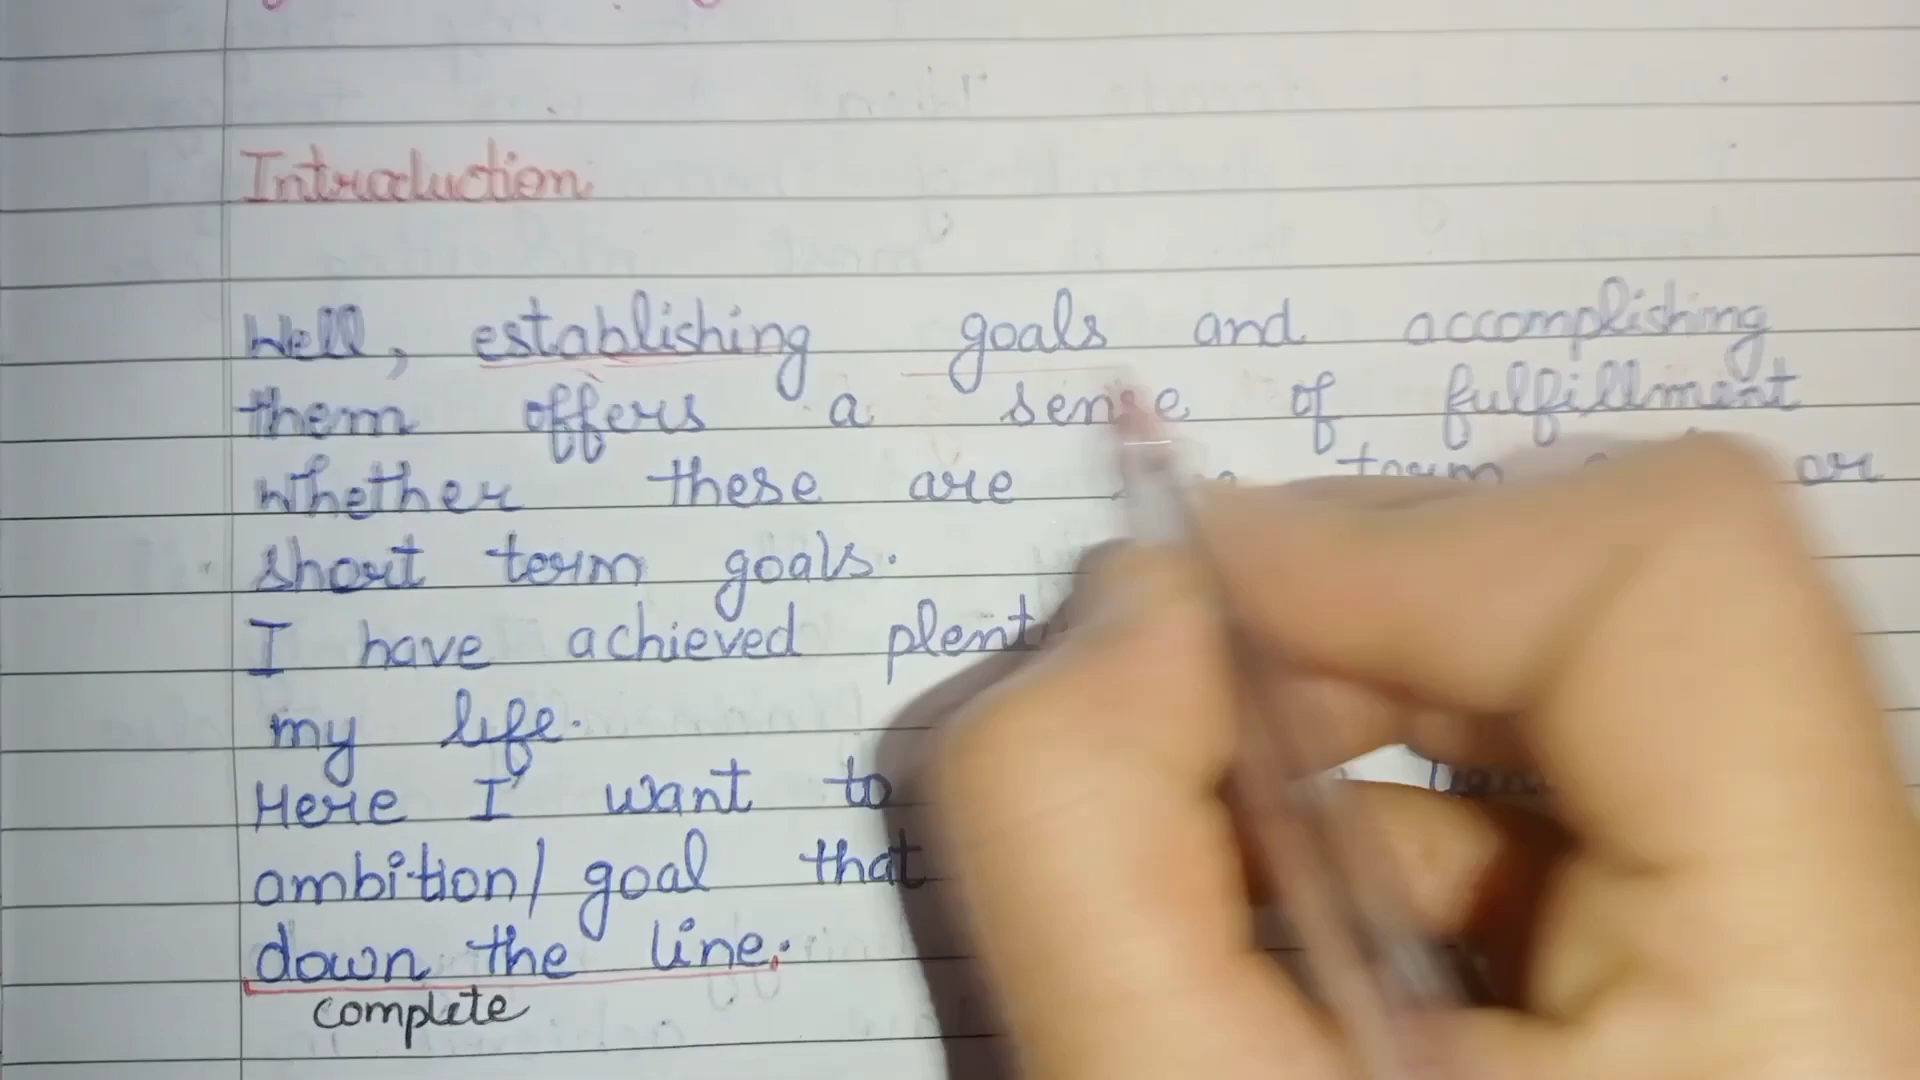 Introduction
Well, establishing goals and accomplishing
them offers a sense of fulfillment
whether these are term or
short term goals.
I have achieved
my life.
Here I want to
ambition/ goal that
down the line.
complete